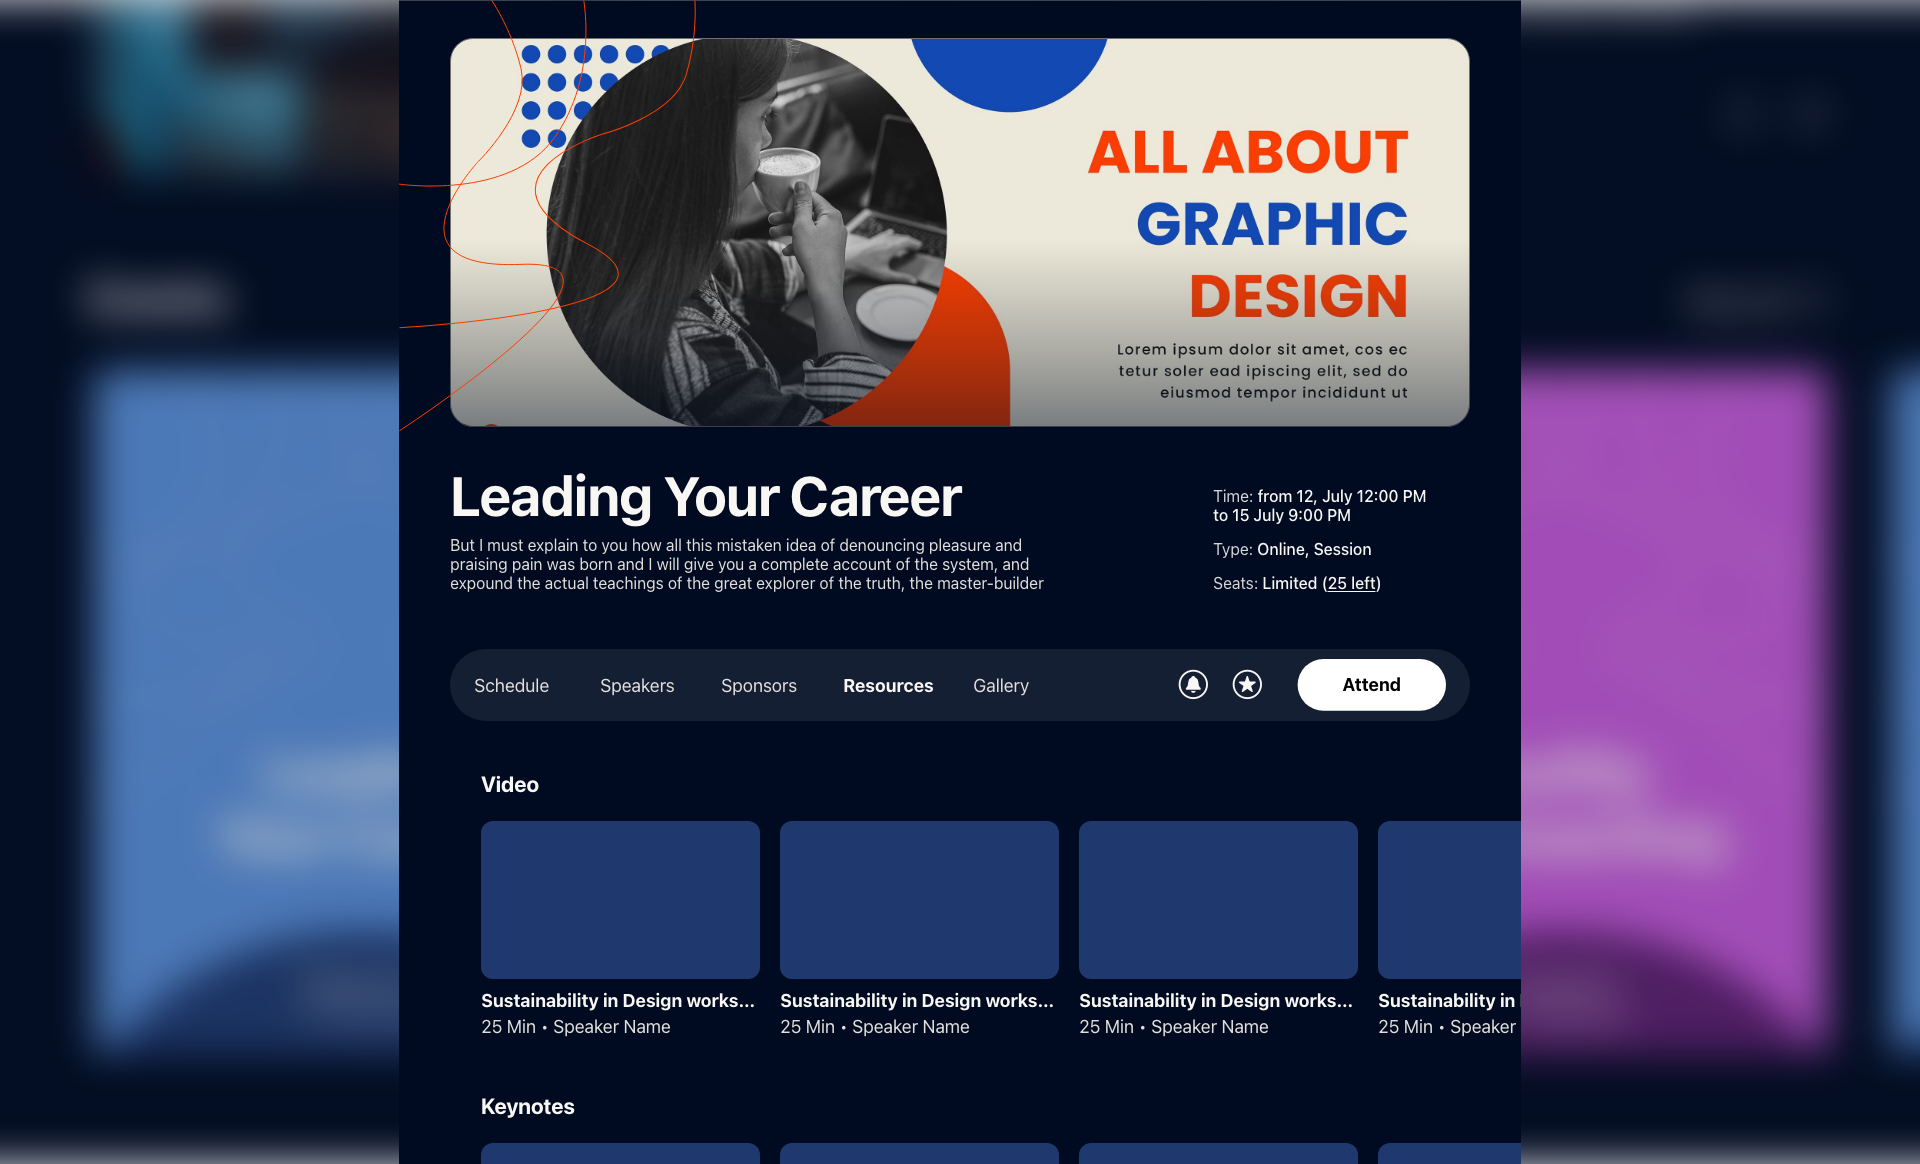 ALL ABOUT
GRAPHIC
DESIGN
Lorem ipsum dolor sit amet, cos ec
tetur soler ead ipiscing elit, sed do
eiusmod tempor incididunt ut
Leading Your Career
But I must explain to you how all this mistaken idea of denouncing pleasure and
praising pain was born and I will give you a complete account of the system, and
expound the actual teachings of the great explorer of the truth, the master-builder
Time: from 12, July 12:00 PM
to 15 July 9:00 PM
Type: Online, Session
Seats: Limited (25 left)
Schedule Speakers Sponsors Resources Gallery Attend
Video
Sustainability in Design works... Sustainability in Design works... Sustainability in Design works... Sustainability in
25 Min • Speaker Name 25 Min • Speaker Name 25 Min • Speaker Name 25 Min • Speaker
Keynotes